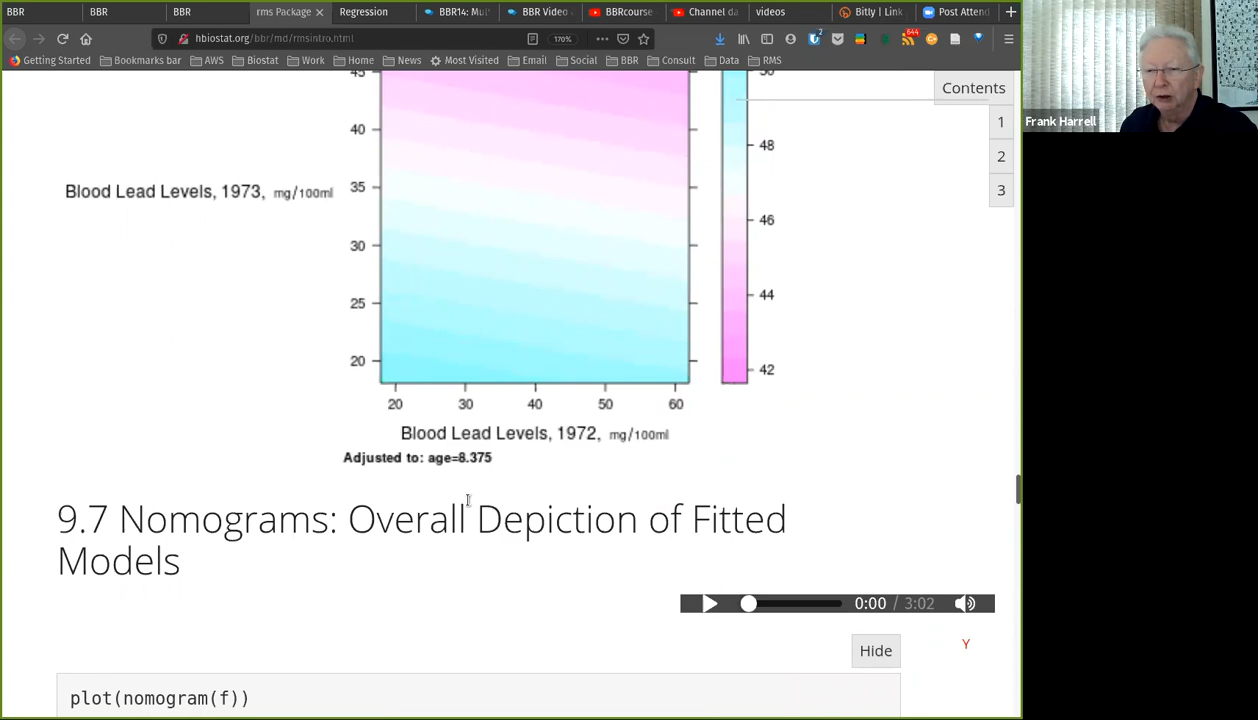 BBR
BBR
BBR
rms Package
Regression
BBR14: Mul
BBR Video
BBRcourse
Channel da
videos
Bitly | Link
Post Attend
hbiostat.org/bbr/md/rmsintro.html
170%
2
644
Getting Started
Bookmarks bar
AWS
Biostat
Work
Home
News
Most Visited
Email
Social
BBR
Consult
Data
RMS
Contents
1
2
3
Frank Harrell
45
40
35
30
25
20
Blood Lead Levels, 1973, mg/100ml
50
48
46
44
42
20 30 40 50 60
Blood Lead Levels, 1972, mg/100ml
Adjusted to: age=8.375
9.7 Nomograms: Overall Depiction of Fitted
Models
0:00 / 3:02
Y
Hide
plot(nomogram(f))